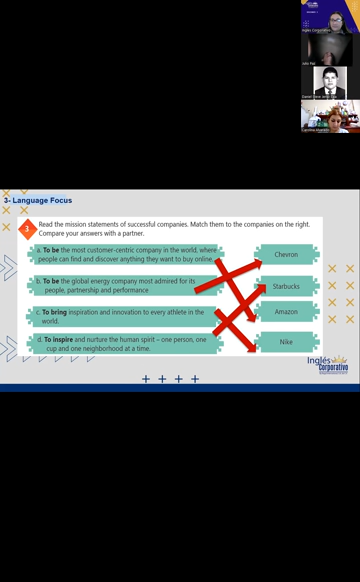 Inglés Corporativo
Julio Paz
3- Language Focus
3 Read the mission statements of successful companies. Match them to the companies on the right.
Compare your answers with a partner.
a. To be the most customer-centric company in the world, where
people can find and discover anything they want to buy online.
b. To be the global energy company most admired for its
people, partnership and performance
c. To bring inspiration and innovation to every athlete in the
world.
d. To inspire and nurture the human spirit – one person, one
cup and one neighborhood at a time.
Chevron
Starbucks
Amazon
Nike
Inglés
Corporativo